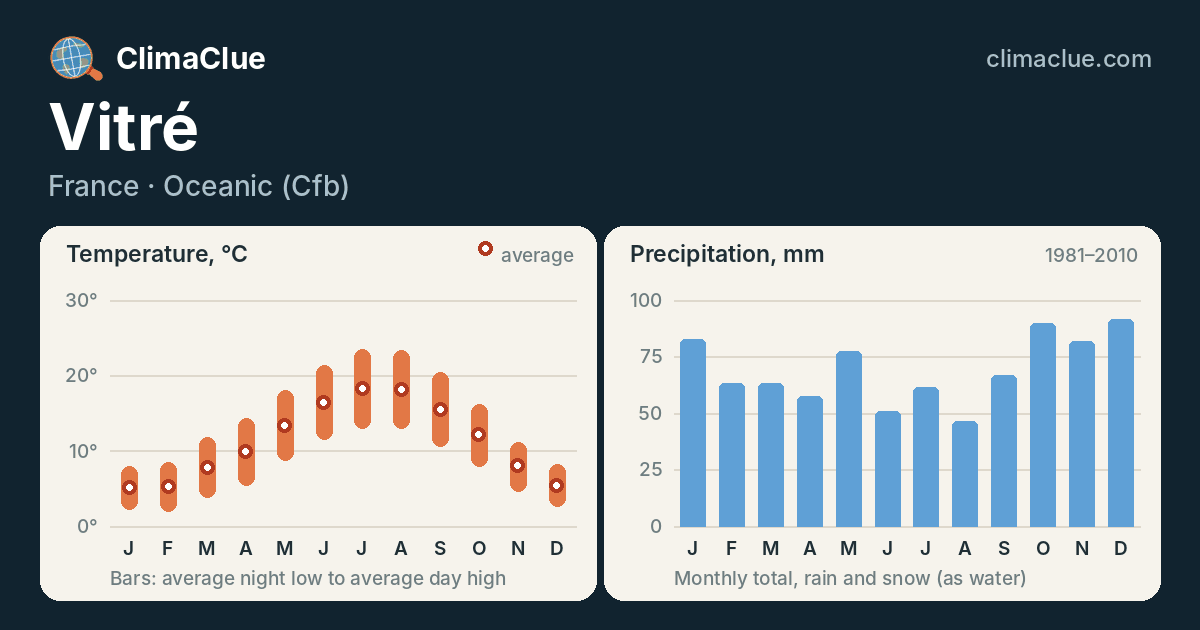 ClimaClue
climaclue.com
Vitré
France · Oceanic (Cfb)
Temperature, °C
average
30°
20°
10°
0°
J F M A M J J A S O N D
Bars: average night low to average day high
Precipitation, mm
1981–2010
100
75
50
25
0
J F M A M J J A S O N D
Monthly total, rain and snow (as water)